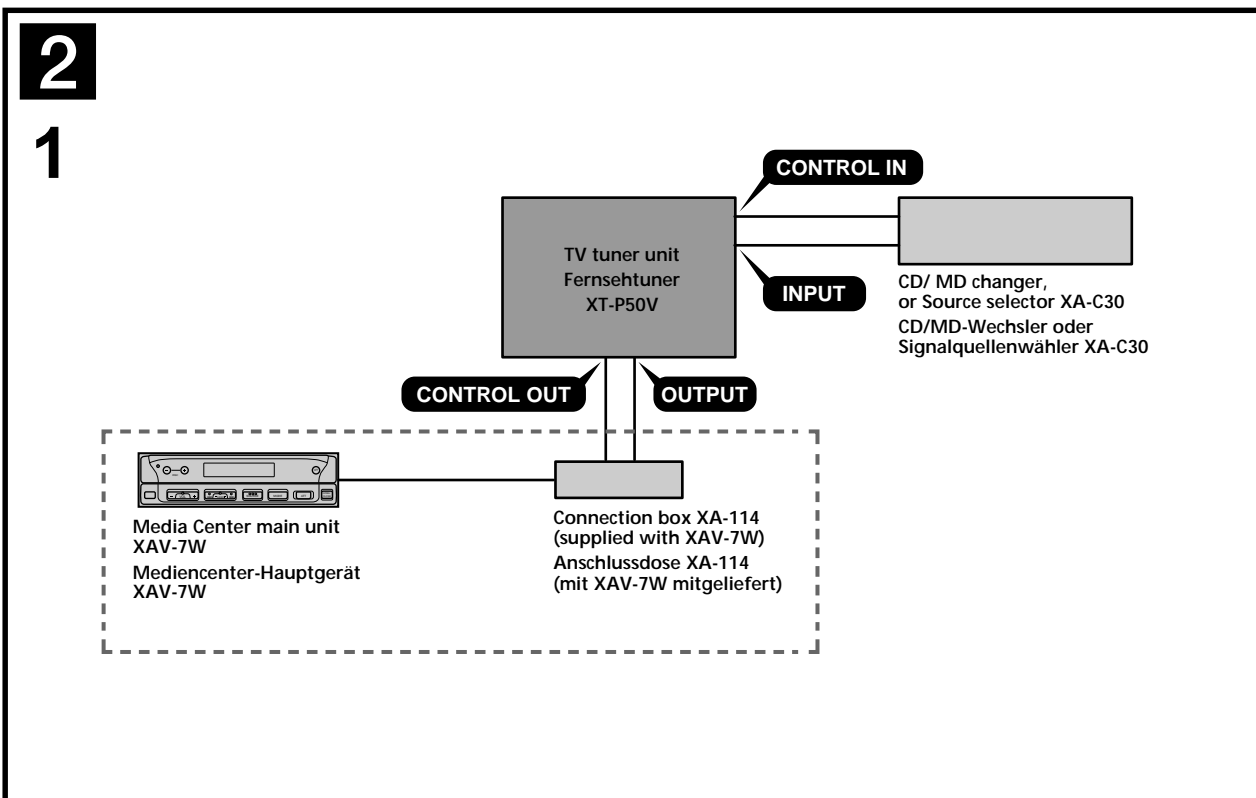 2
1
CONTROL IN
TV tuner unit
Fernsehtuner
XT-P50V
INPUT
CD/ MD changer,
or Source selector XA-C30
CD/MD-Wechsler oder
Signalquellenwähler XA-C30
CONTROL OUT
OUTPUT
Media Center main unit
XAV-7W
Mediencenter-Hauptgerät
XAV-7W
Connection box XA-114
(supplied with XAV-7W)
Anschlussdose XA-114
(mit XAV-7W mitgeliefert)